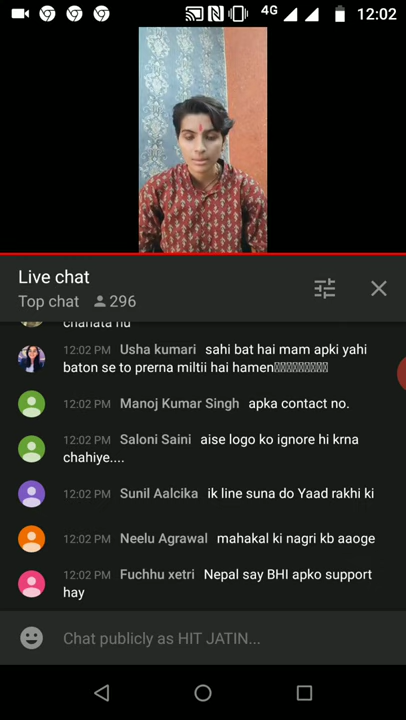 4G 12:02
Live chat
Top chat 296
chahata hu
12:02 PM Usha kumari sahi bat hai mam apki yahi
baton se to prerna miltii hai hamen
12:02 PM Manoj Kumar Singh apka contact no.
12:02 PM Saloni Saini aise logo ko ignore hi krna
chahiye....
12:02 PM Sunil Aalcika ik line suna do Yaad rakhi ki
12:02 PM Neelu Agrawal mahakal ki nagri kb aaoge
12:02 PM Fuchhu xetri Nepal say BHI apko support
hay
Chat publicly as HIT JATIN...